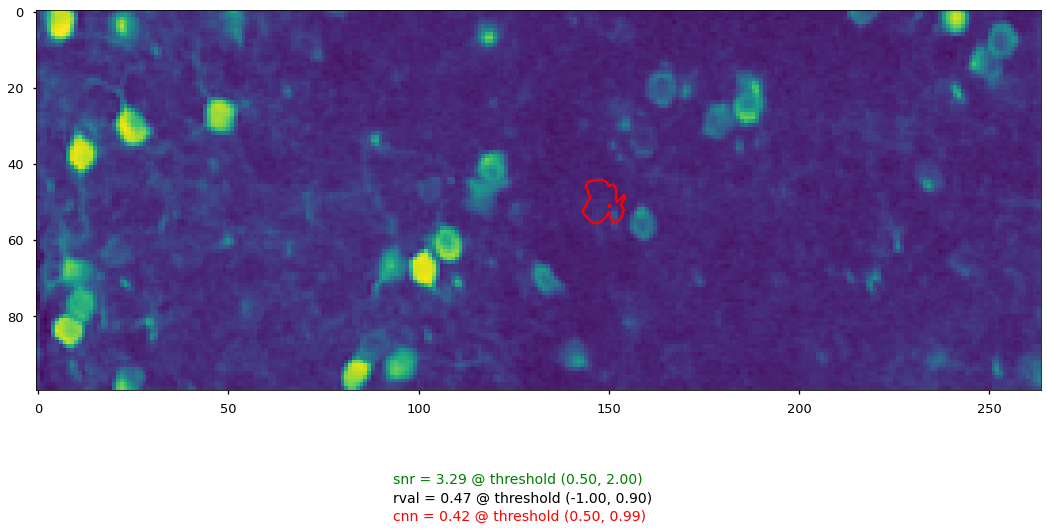 0
20
40
60
80
0 50 100 150 200 250
snr = 3.29 @ threshold (0.50, 2.00)
rval = 0.47 @ threshold (-1.00, 0.90)
cnn = 0.42 @ threshold (0.50, 0.99)